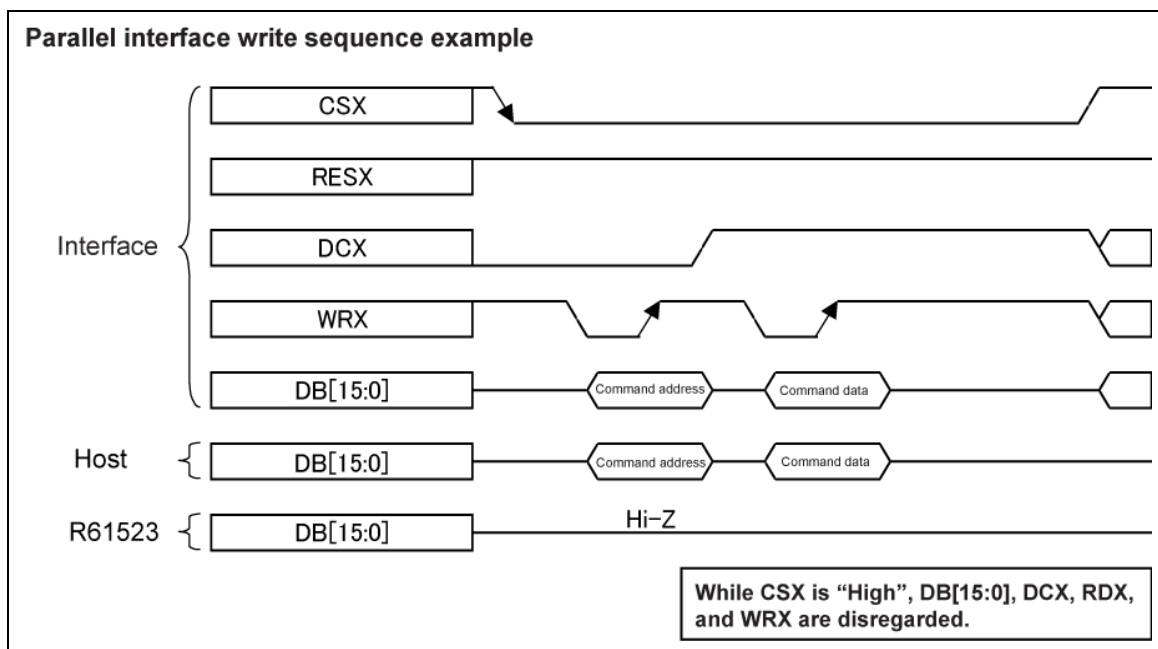 Parallel interface write sequence example
CSX
RESX
Interface
DCX
WRX
DB[15:0]
Command address
Command data
Host
DB[15:0]
Command address
Command data
R61523
DB[15:0]
Hi-Z
While CSX is “High”, DB[15:0], DCX, RDX,
and WRX are disregarded.